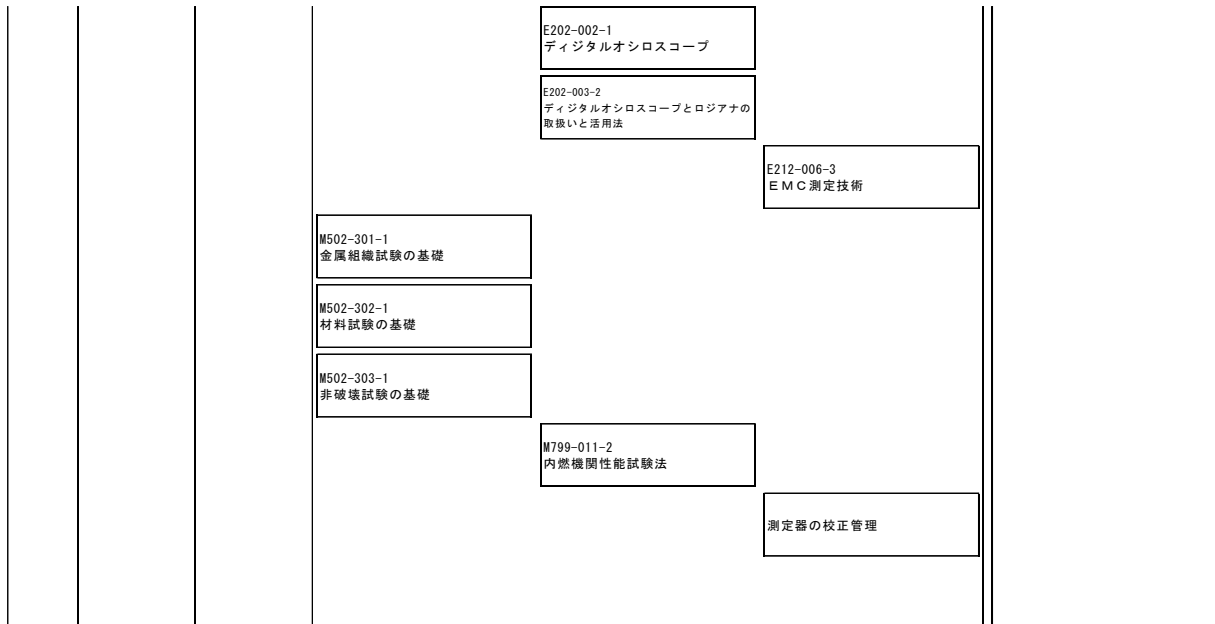 E202-002-1
ディジタルオシロスコープ
E202-003-2
ディジタルオシロスコープとロジアナの
取扱いと活用法
E212-006-3
ＥＭＣ測定技術
M502-301-1
金属組織試験の基礎
M502-302-1
材料試験の基礎
M502-303-1
非破壊試験の基礎
M799-011-2
内燃機関性能試験法
測定器の校正管理